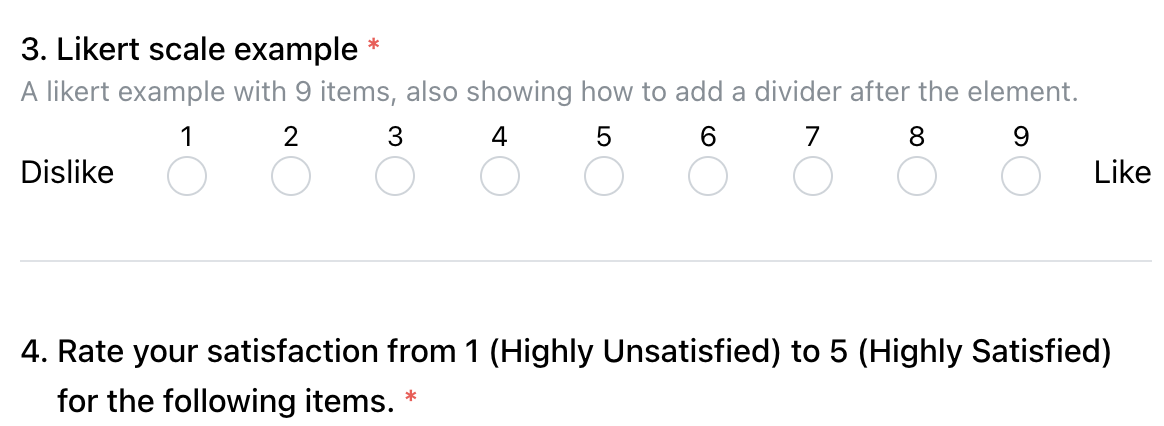 3. Likert scale example *
A likert example with 9 items, also showing how to add a divider after the element.
1 2 3 4 5 6 7 8 9
Dislike Like
4. Rate your satisfaction from 1 (Highly Unsatisfied) to 5 (Highly Satisfied)
for the following items. *